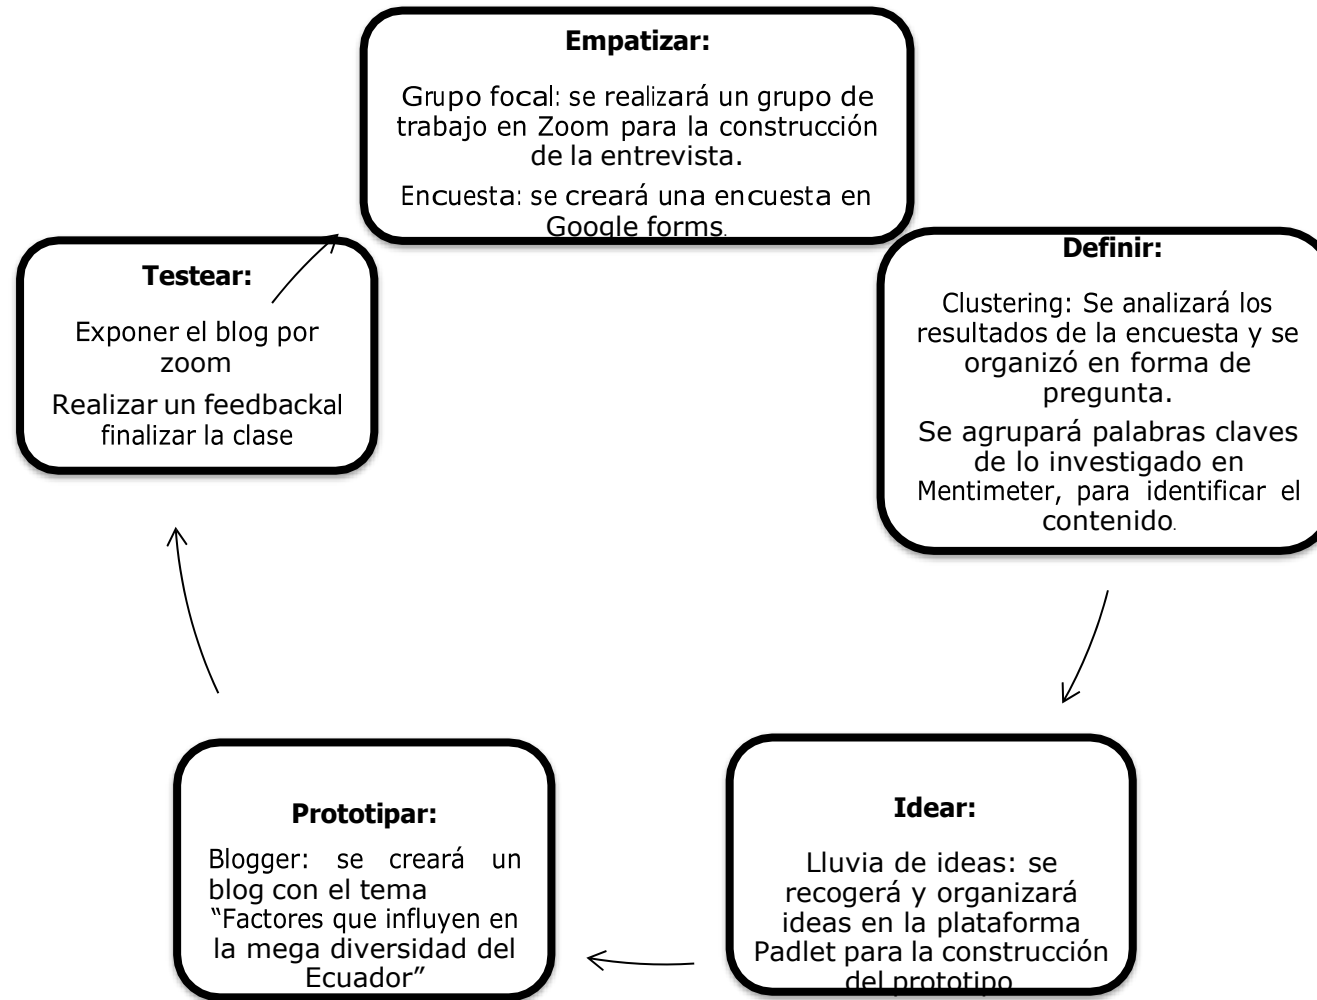 Empatizar:
Grupo focal: se realizará un grupo de
trabajo en Zoom para la construcción
de la entrevista.
Encuesta: se creará una encuesta en
Google forms.
Definir:
Clustering: Se analizará los
resultados de la encuesta y se
organizó en forma de
pregunta.
Se agrupará palabras claves
de lo investigado en
Mentimeter, para identificar el
contenido.
Idear:
Lluvia de ideas: se
recogerá y organizará
ideas en la plataforma
Padlet para la construcción
del prototipo
Prototipar:
Blogger: se creará un
blog con el tema
“Factores que influyen en
la mega diversidad del
Ecuador”
Testear:
Exponer el blog por
zoom
Realizar un feedbackal
finalizar la clase